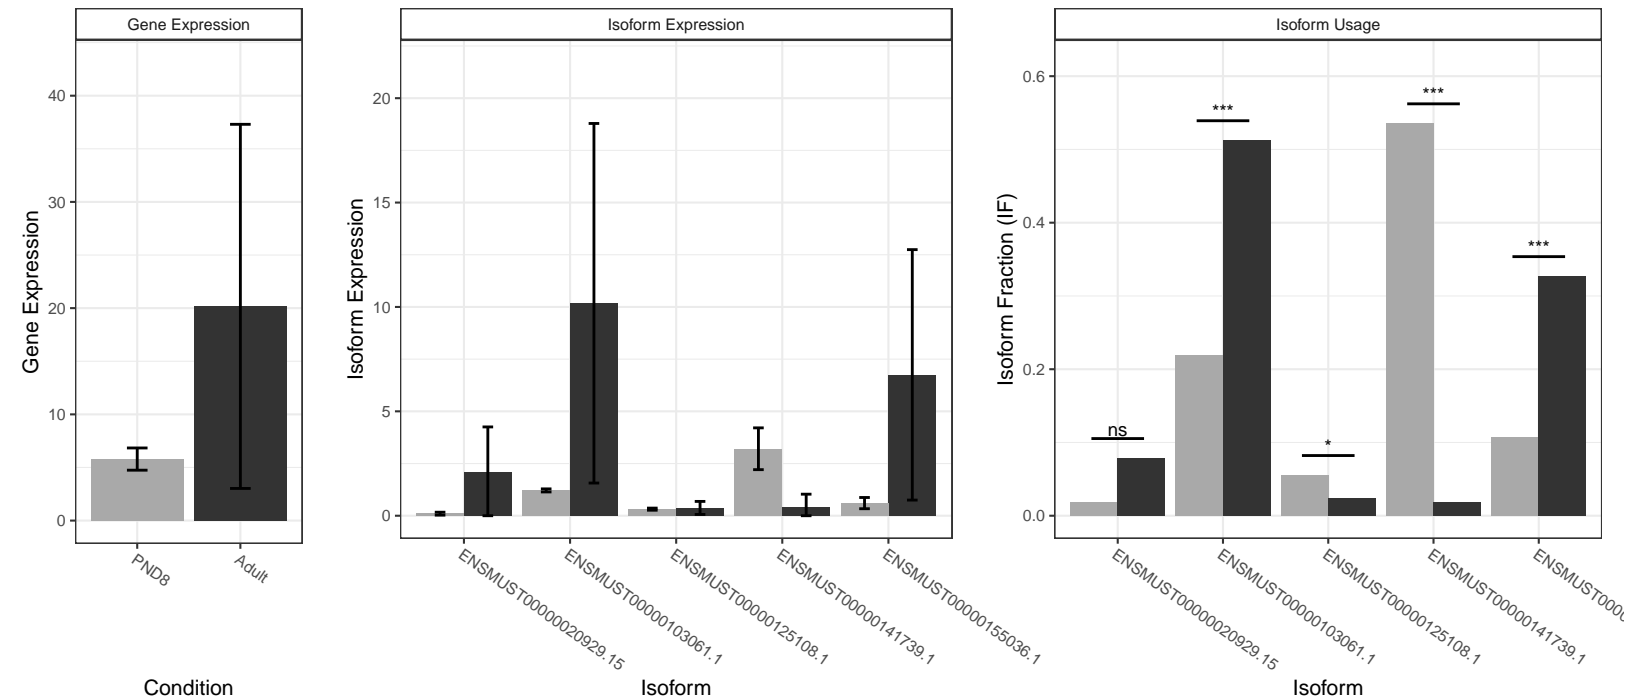 Gene Expression
Isoform Expression
Isoform Usage
Gene Expression
0
10
20
30
40
PND8
Adult
Condition
Isoform Expression
0
5
10
15
20
ENSMUST00000020929.15
ENSMUST00000103061.1
ENSMUST00000125108.1
ENSMUST00000141739.1
ENSMUST00000155036.1
Isoform
Isoform Fraction (IF)
0.0
0.2
0.4
0.6
ns
***
*
***
***
ENSMUST00000020929.15
ENSMUST00000103061.1
ENSMUST00000125108.1
ENSMUST00000141739.1
Isoform